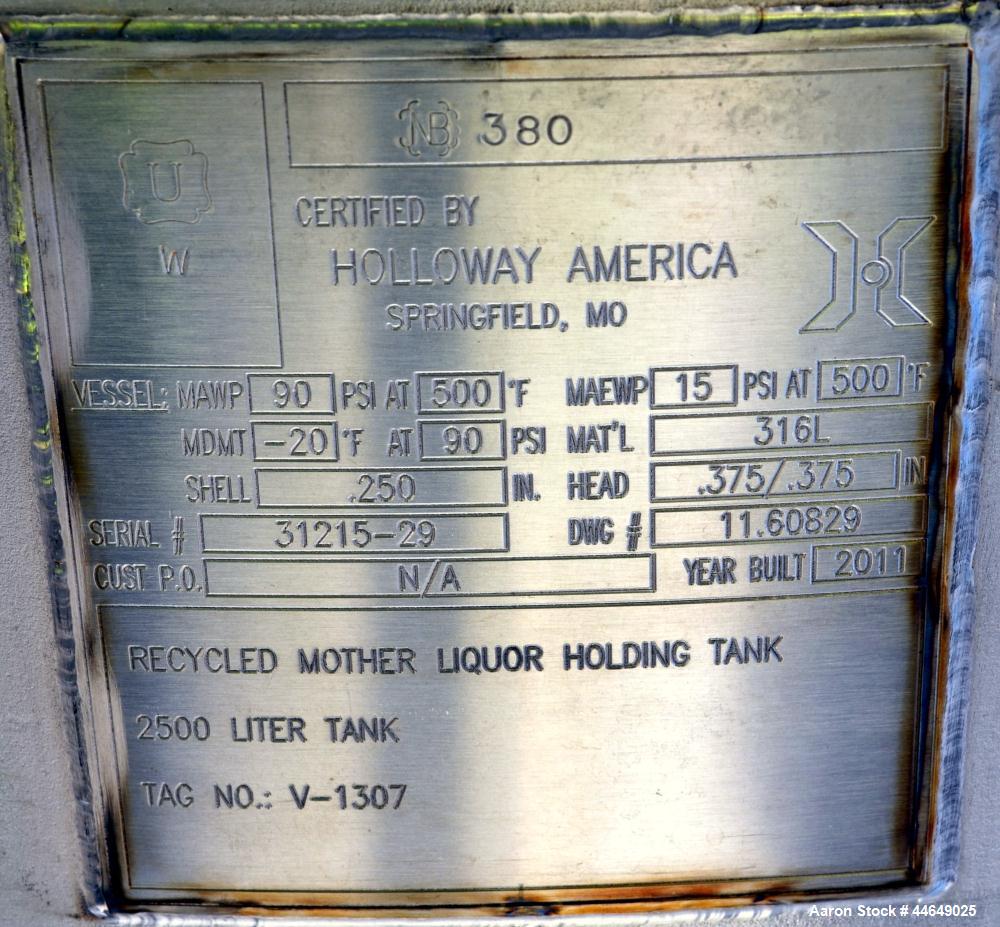 NB 380
U
W
CERTIFIED BY
HOLLOWAY AMERICA
SPRINGFIELD, MO
H
VESSEL: MAWP 90 PSI AT 500 °F MAEWP 15 PSI AT 500 °F
MDMT -20 °F AT 90 PSI MAT'L 316L
SHELL .250 IN. HEAD .375/.375 IN
SERIAL # 31215-29 DWG # 11.60829
CUST P.O. N/A YEAR BUILT 2011
RECYCLED MOTHER LIQUOR HOLDING TANK
2500 LITER TANK
TAG NO.: V-1307
Aaron Stock # 44649025